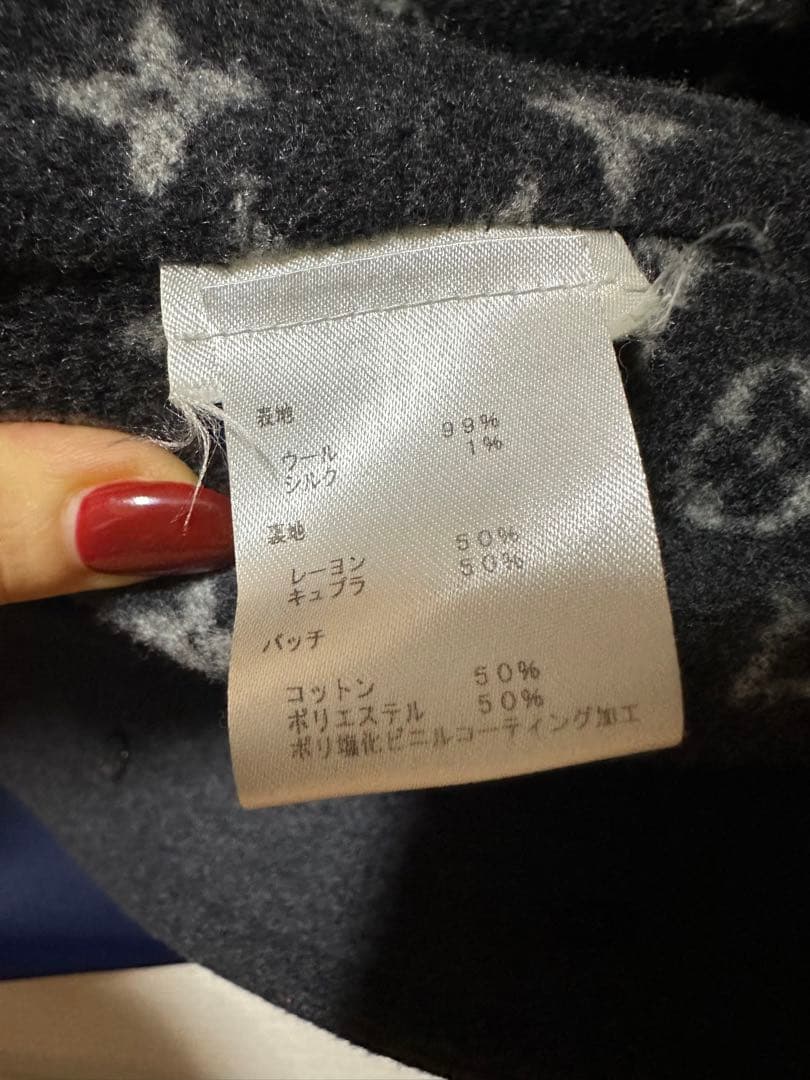 表地
ウール 99%
シルク 1%
裏地
レーヨン 50%
キュプラ 50%
パッチ
コットン 50%
ポリエステル 50%
ポリ塩化ビニルコーティング加工